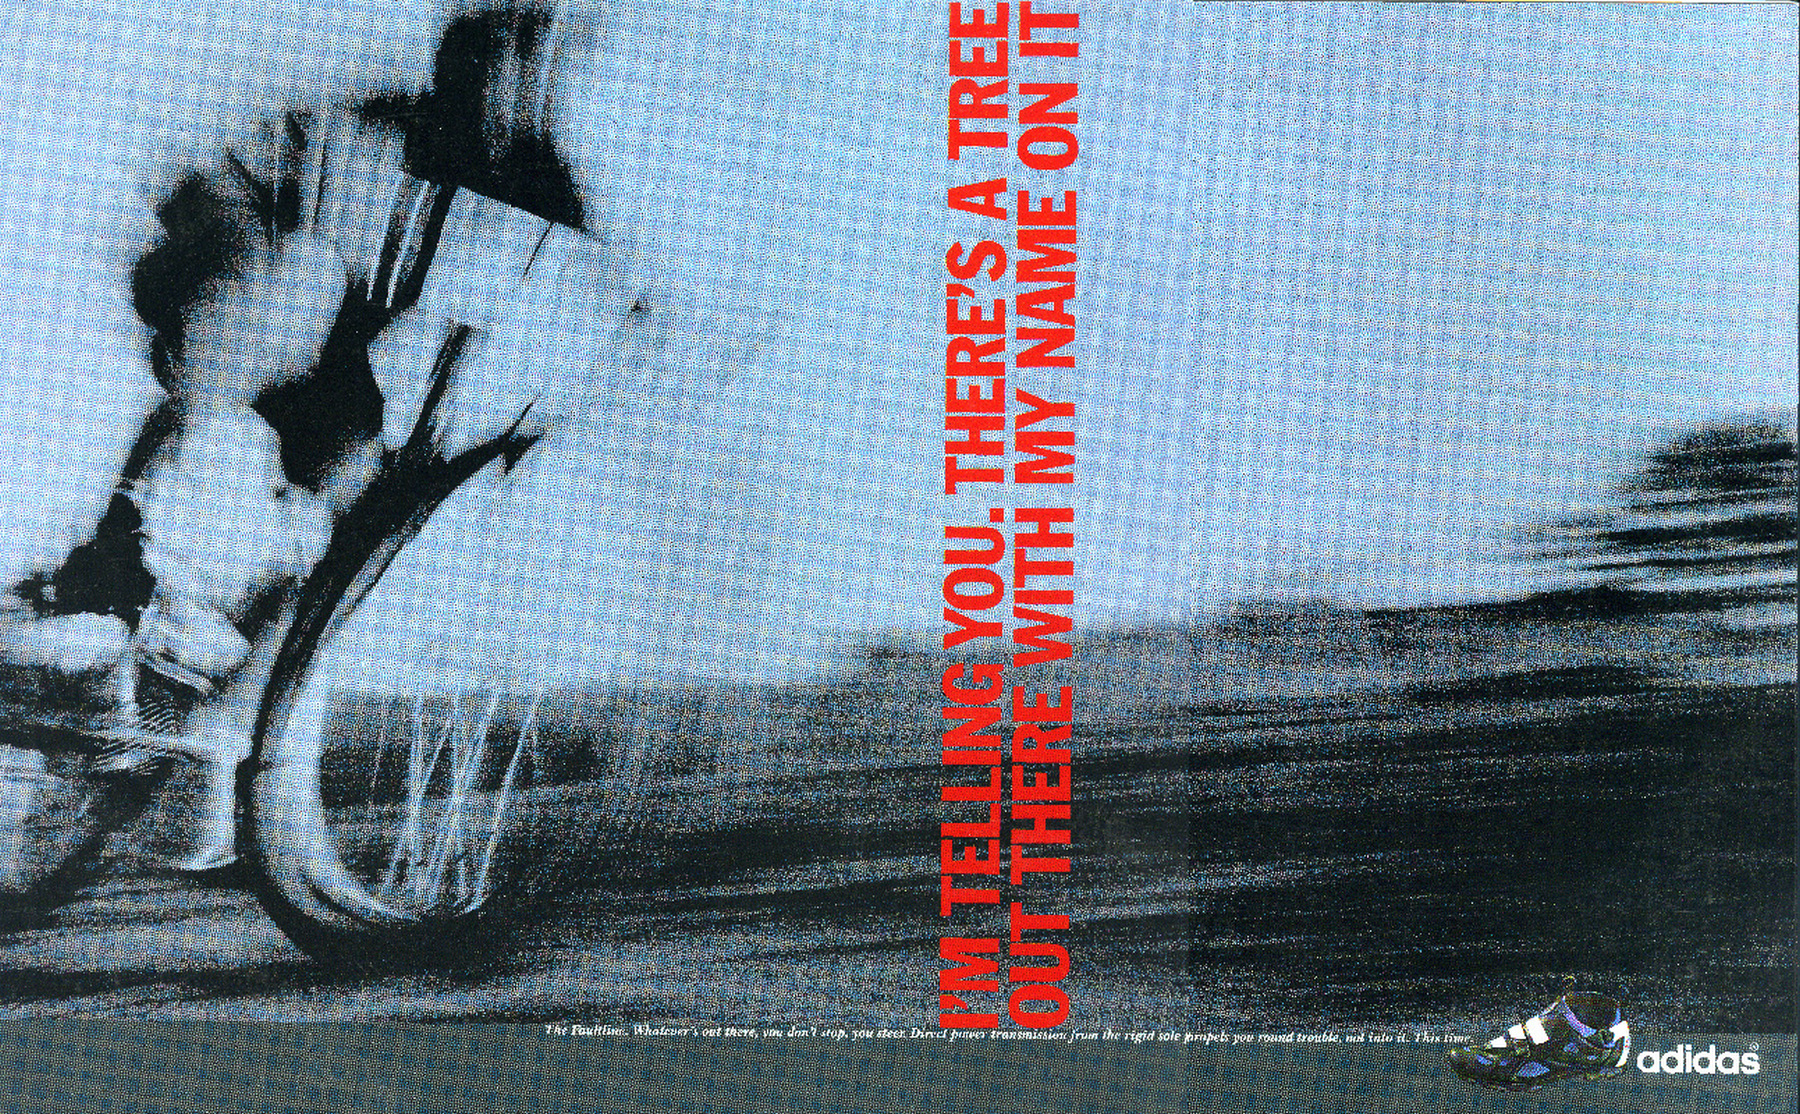 I'M TELLING YOU. THERE'S A TREE
OUT THERE WITH MY NAME ON IT
The Faultline. Whatever's out there, you don't stop, you steer. Direct power transmission from the rigid sole propels you round trouble, not into it. This time.
adidas®